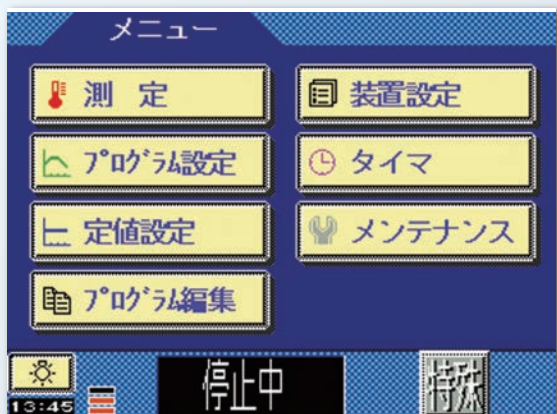 メニュー
測 定
装置設定
プログラム設定
タイマ
定値設定
メンテナンス
プログラム編集
13:45
停止中
特殊